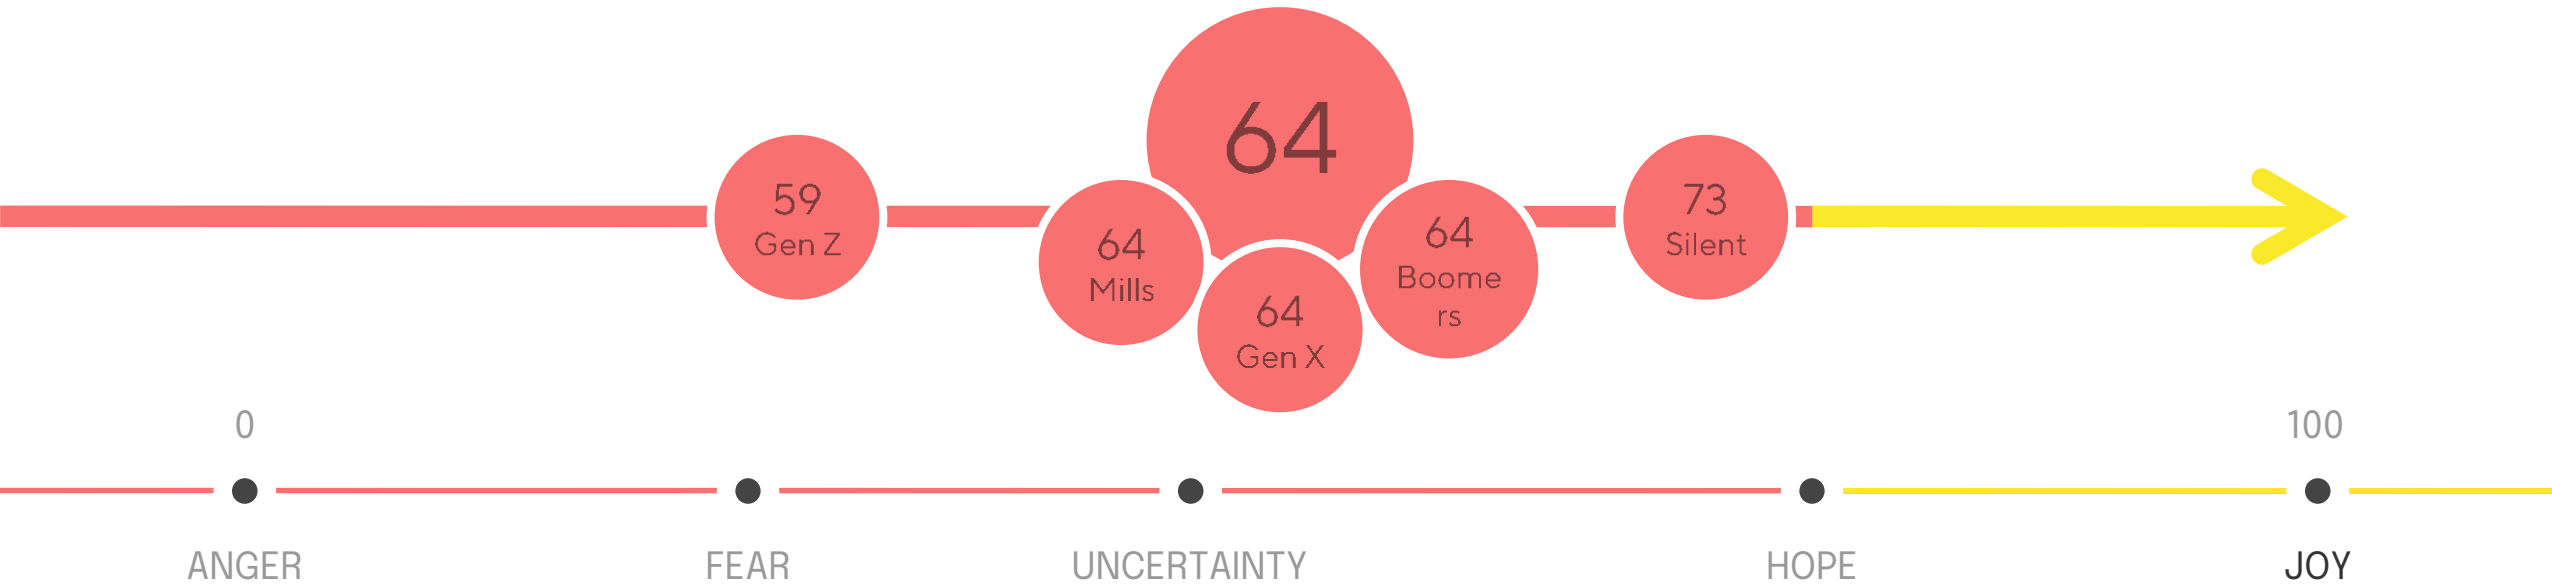 64
59
Gen Z
64
Mills
64
Gen X
64
Boome
rs
73
Silent
0
100
ANGER
FEAR
UNCERTAINTY
HOPE
JOY